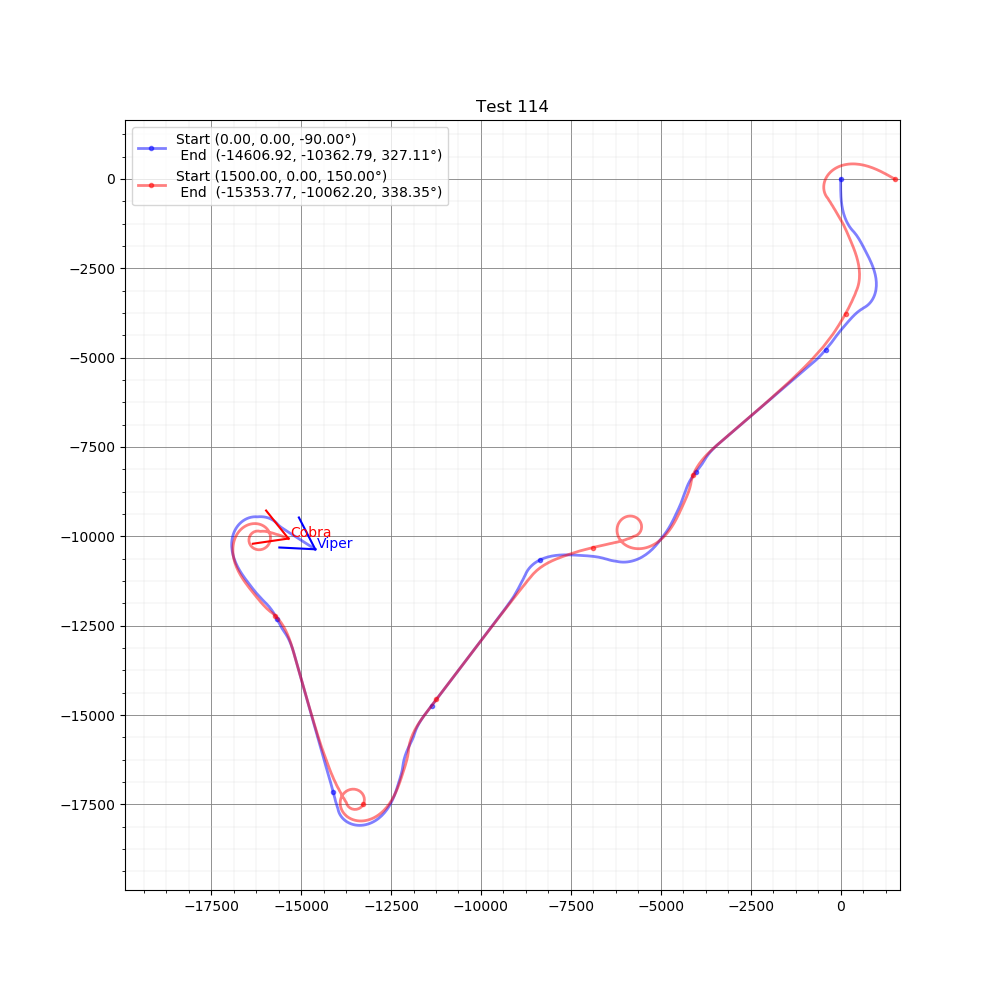 Test 114
Start (0.00, 0.00, -90.00°)
End (-14606.92, -10362.79, 327.11°)
Start (1500.00, 0.00, 150.00°)
End (-15353.77, -10062.20, 338.35°)
0
−2500
−5000
−7500
−10000
−12500
−15000
−17500
Cobra
Viper
−17500 −15000 −12500 −10000 −7500 −5000 −2500 0